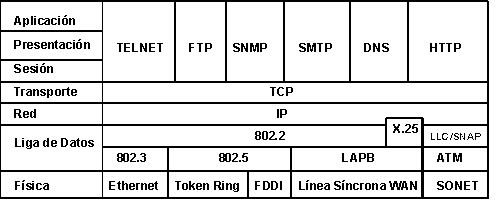 Aplicación
Presentación
Sesión
TELNET FTP SNMP SMTP DNS HTTP
Transporte TCP
Red IP
Liga de Datos 802.2 X.25 LLC/SNAP
802.3 802.5 LAPB ATM
Física Ethernet Token Ring FDDI Línea Síncrona WAN SONET